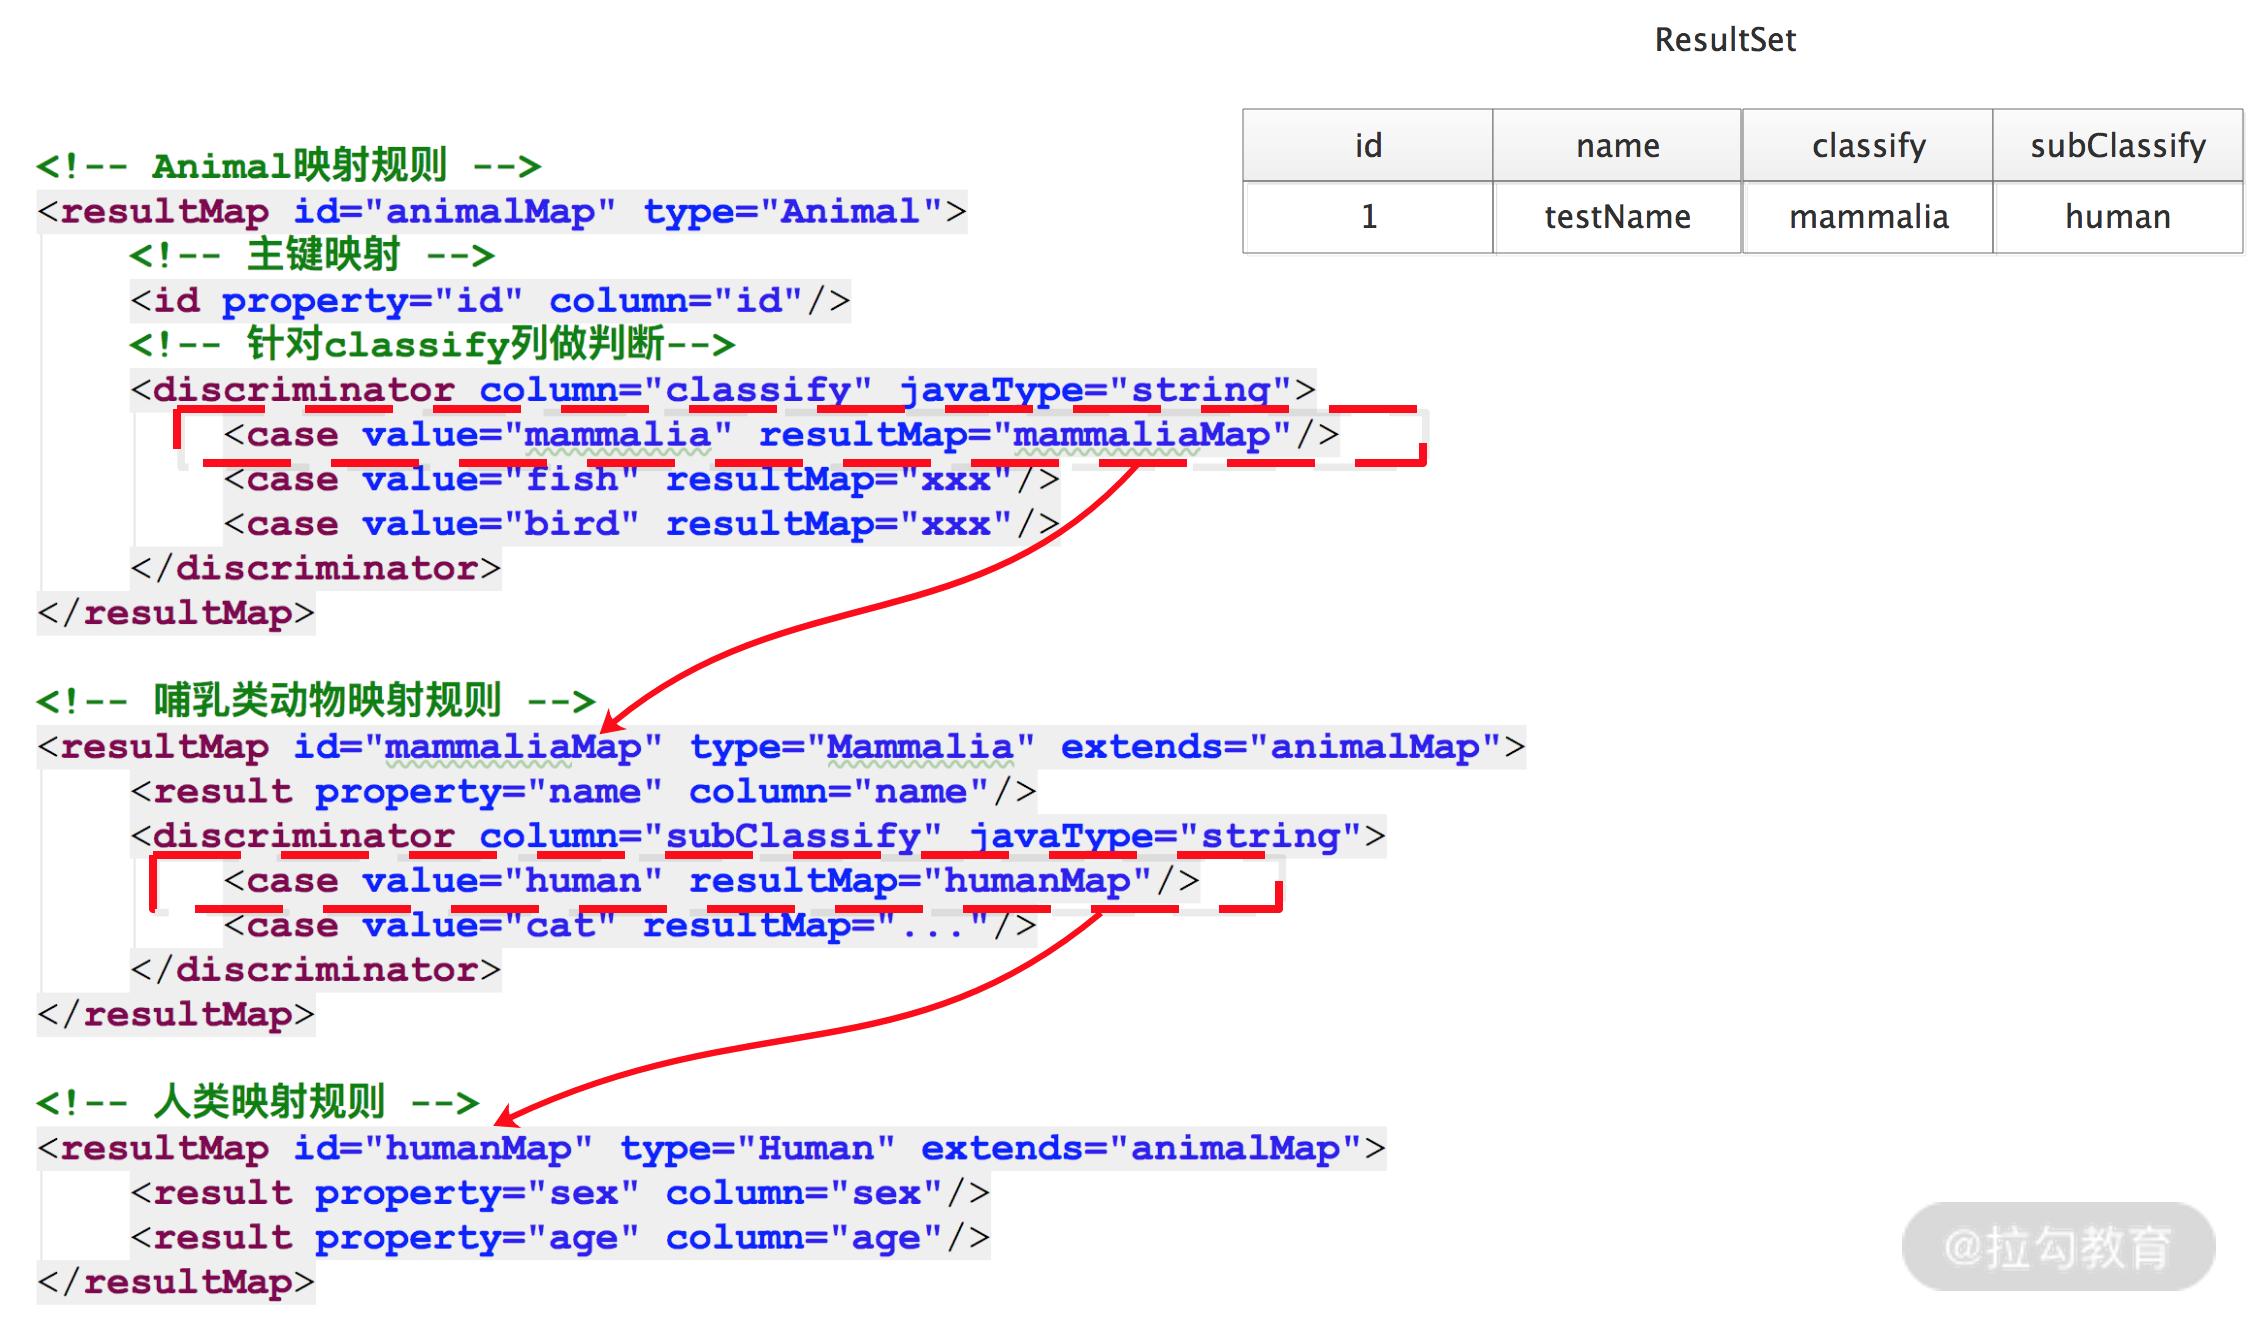 ResultSet
id name classify subClassify
1 testName mammalia human
<!-- Animal映射规则 -->
<resultMap id="animalMap" type="Animal">
<!-- 主键映射 -->
<id property="id" column="id"/>
<!-- 针对classify列做判断-->
<discriminator column="classify" javaType="string">
<case value="mammalia" resultMap="mammaliaMap"/>
<case value="fish" resultMap="xxx"/>
<case value="bird" resultMap="xxx"/>
</discriminator>
</resultMap>
<!-- 哺乳类动物映射规则 -->
<resultMap id="mammaliaMap" type="Mammalia" extends="animalMap">
<result property="name" column="name"/>
<discriminator column="subClassify" javaType="string">
<case value="human" resultMap="humanMap"/>
<case value="cat" resultMap="..."/>
</discriminator>
</resultMap>
<!-- 人类映射规则 -->
<resultMap id="humanMap" type="Human" extends="animalMap">
<result property="sex" column="sex"/>
<result property="age" column="age"/>
</resultMap>
@拉勾教育